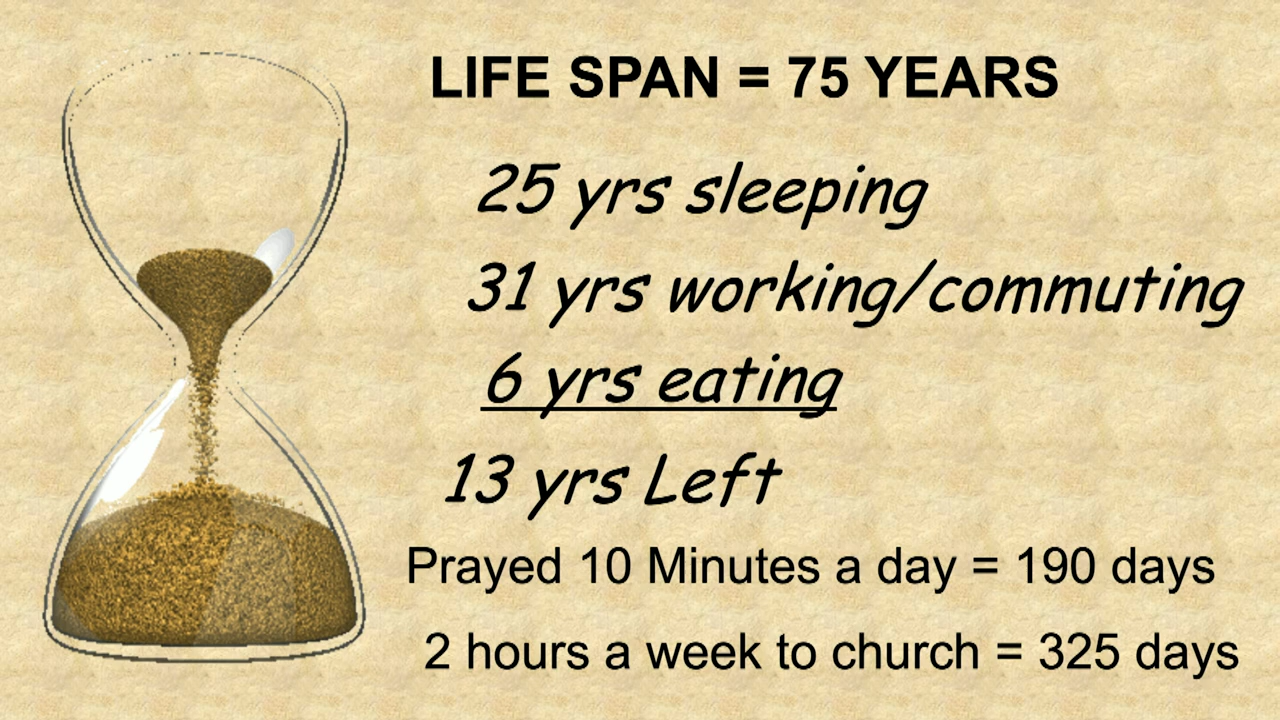 LIFE SPAN = 75 YEARS
25 yrs sleeping
31 yrs working/commuting
6 yrs eating
13 yrs Left
Prayed 10 Minutes a day = 190 days
2 hours a week to church = 325 days